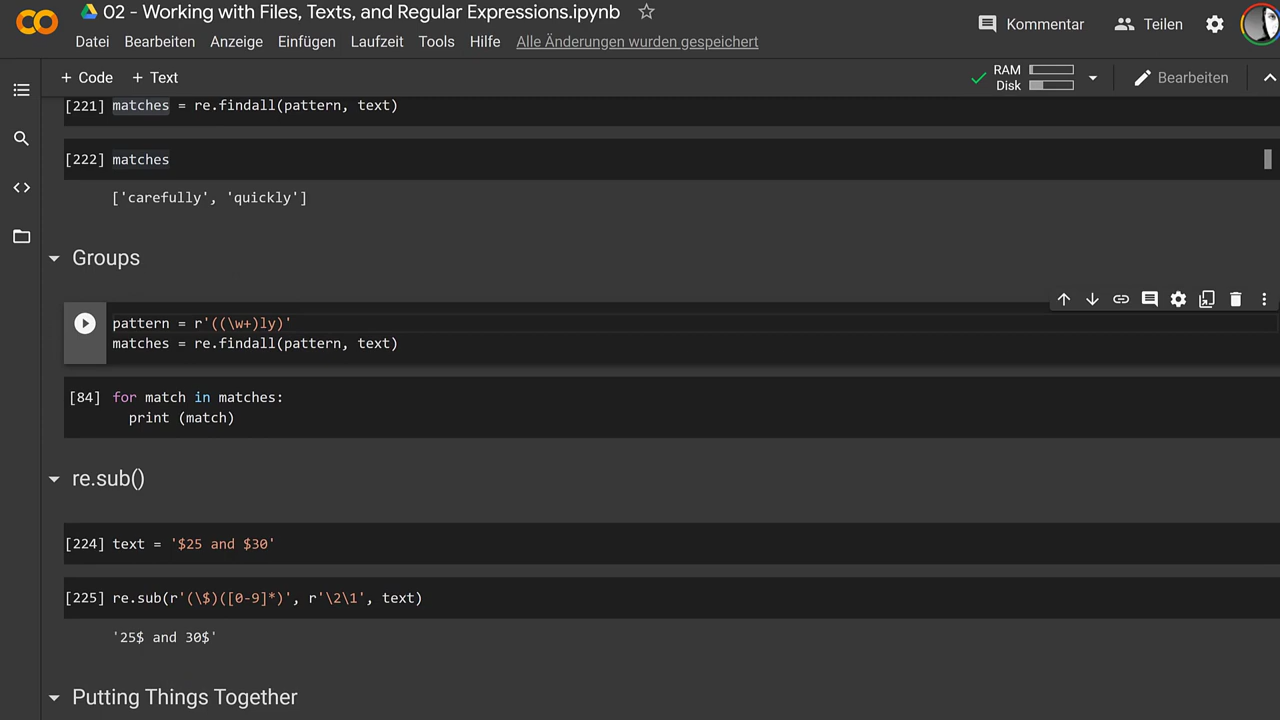 02 - Working with Files, Texts, and Regular Expressions.ipynb
Kommentar
Teilen
Datei Bearbeiten Anzeige Einfügen Laufzeit Tools Hilfe Alle Änderungen wurden gespeichert
+ Code + Text
RAM
Disk
Bearbeiten
[221] matches = re.findall(pattern, text)
[222] matches
['carefully', 'quickly']
Groups
pattern = r'((\w+)ly)'
matches = re.findall(pattern, text)
[84] for match in matches:
print (match)
re.sub()
[224] text = '$25 and $30'
[225] re.sub(r'(\$)([0-9]*)', r'\2\1', text)
'25$ and 30$'
Putting Things Together